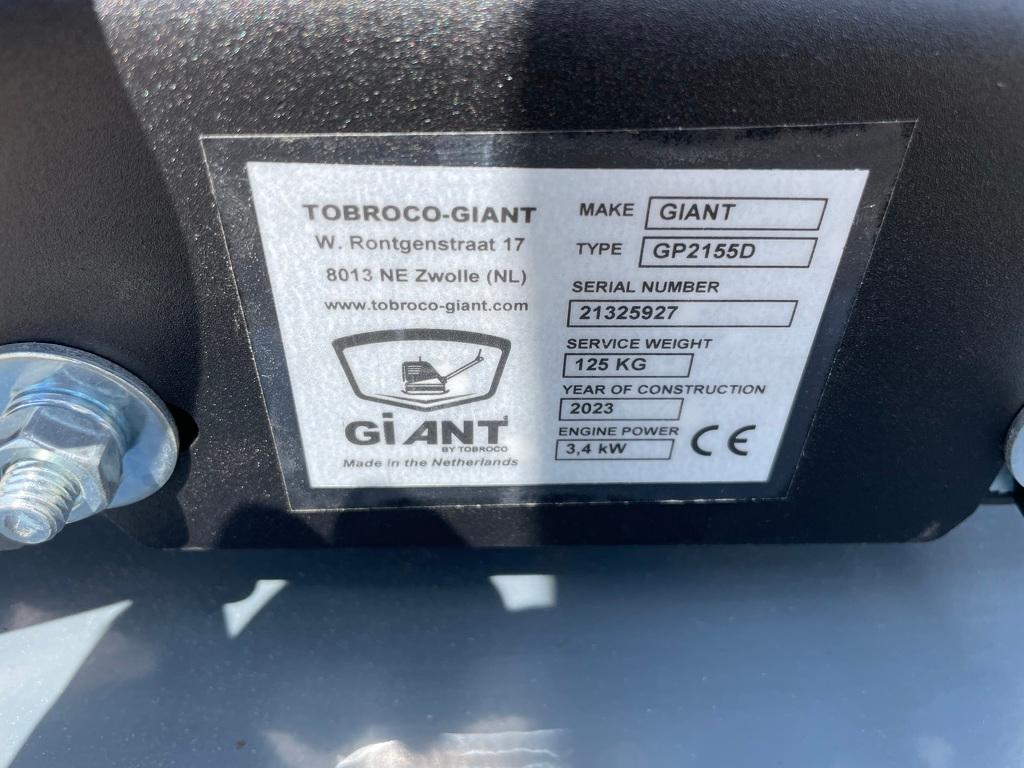 TOBROCO-GIANT
W. Rontgenstraat 17
8013 NE Zwolle (NL)
www.tobroco-giant.com
GiANT
BY TOBROCO
Made in the Netherlands
MAKE GIANT
TYPE GP2155D
SERIAL NUMBER
21325927
SERVICE WEIGHT
125 KG
YEAR OF CONSTRUCTION
2023
ENGINE POWER
3,4 kW
CE